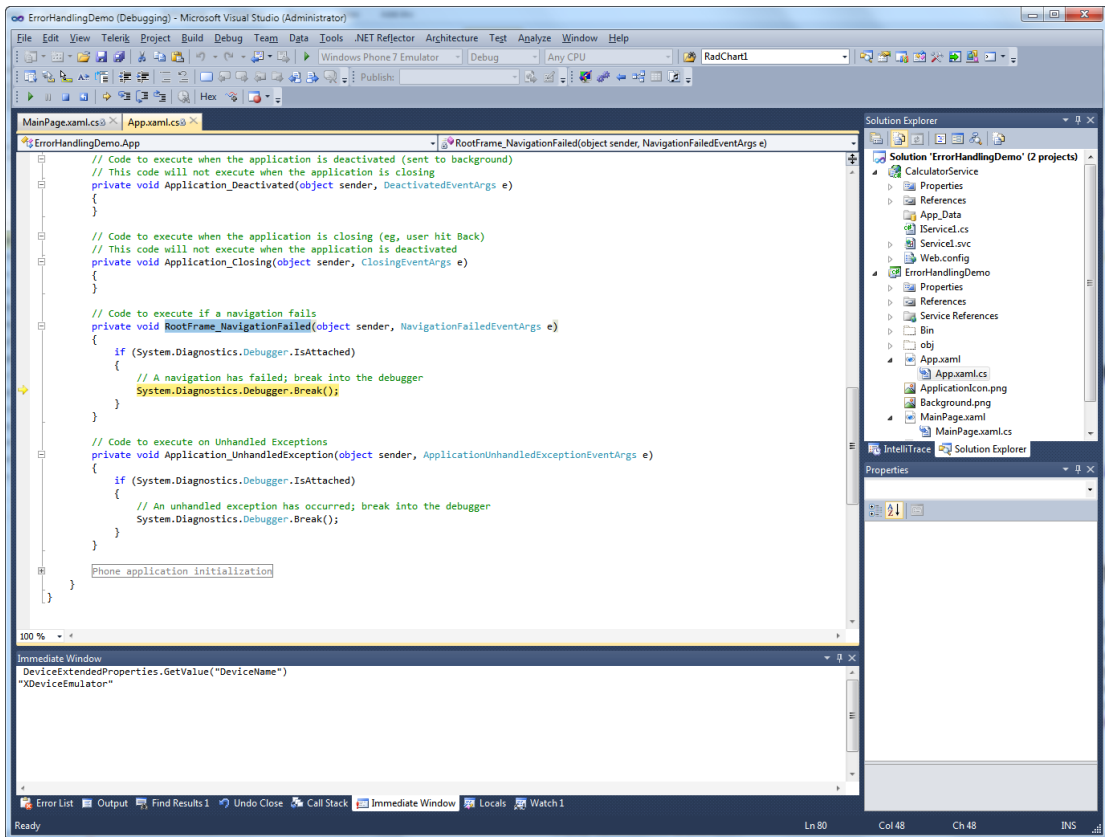 ErrorHandlingDemo (Debugging) - Microsoft Visual Studio (Administrator)
File Edit View Telerik Project Build Debug Team Data Tools .NET Reflector Architecture Test Analyze Window Help
Windows Phone 7 Emulator Debug Any CPU RadChart1
Publish:
Hex
MainPage.xaml.cs App.xaml.cs
ErrorHandlingDemo.App RootFrame_NavigationFailed(object sender, NavigationFailedEventArgs e)
// Code to execute when the application is deactivated (sent to background)
// This code will not execute when the application is closing
private void Application_Deactivated(object sender, DeactivatedEventArgs e)
{
}
// Code to execute when the application is closing (eg, user hit Back)
// This code will not execute when the application is deactivated
private void Application_Closing(object sender, ClosingEventArgs e)
{
}
// Code to execute if a navigation fails
private void RootFrame_NavigationFailed(object sender, NavigationFailedEventArgs e)
{
if (System.Diagnostics.Debugger.IsAttached)
{
// A navigation has failed; break into the debugger
System.Diagnostics.Debugger.Break();
}
}
// Code to execute on Unhandled Exceptions
private void Application_UnhandledException(object sender, ApplicationUnhandledExceptionEventArgs e)
{
if (System.Diagnostics.Debugger.IsAttached)
{
// An unhandled exception has occurred; break into the debugger
System.Diagnostics.Debugger.Break();
}
}
Phone application initialization
}
}
100 %
Immediate Window
DeviceExtendedProperties.GetValue("DeviceName")
"XDeviceEmulator"
Error List Output Find Results 1 Undo Close Call Stack Immediate Window Locals Watch 1
Solution Explorer
Solution 'ErrorHandlingDemo' (2 projects)
CalculatorService
Properties
References
App_Data
IService1.cs
Service1.svc
Web.config
ErrorHandlingDemo
Properties
References
Service References
Bin
obj
App.xaml
App.xaml.cs
ApplicationIcon.png
Background.png
MainPage.xaml
MainPage.xaml.cs
IntelliTrace Solution Explorer
Properties
Ready Ln 80 Col 48 Ch 48 INS